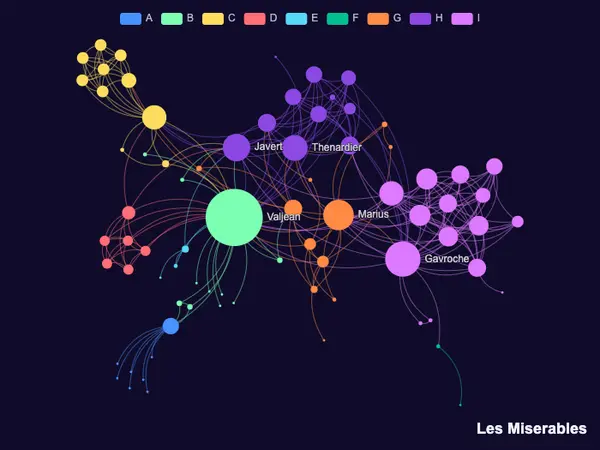 A B C D E F G H I
Javert
Thenardier
Valjean
Marius
Gavroche
Les Miserables